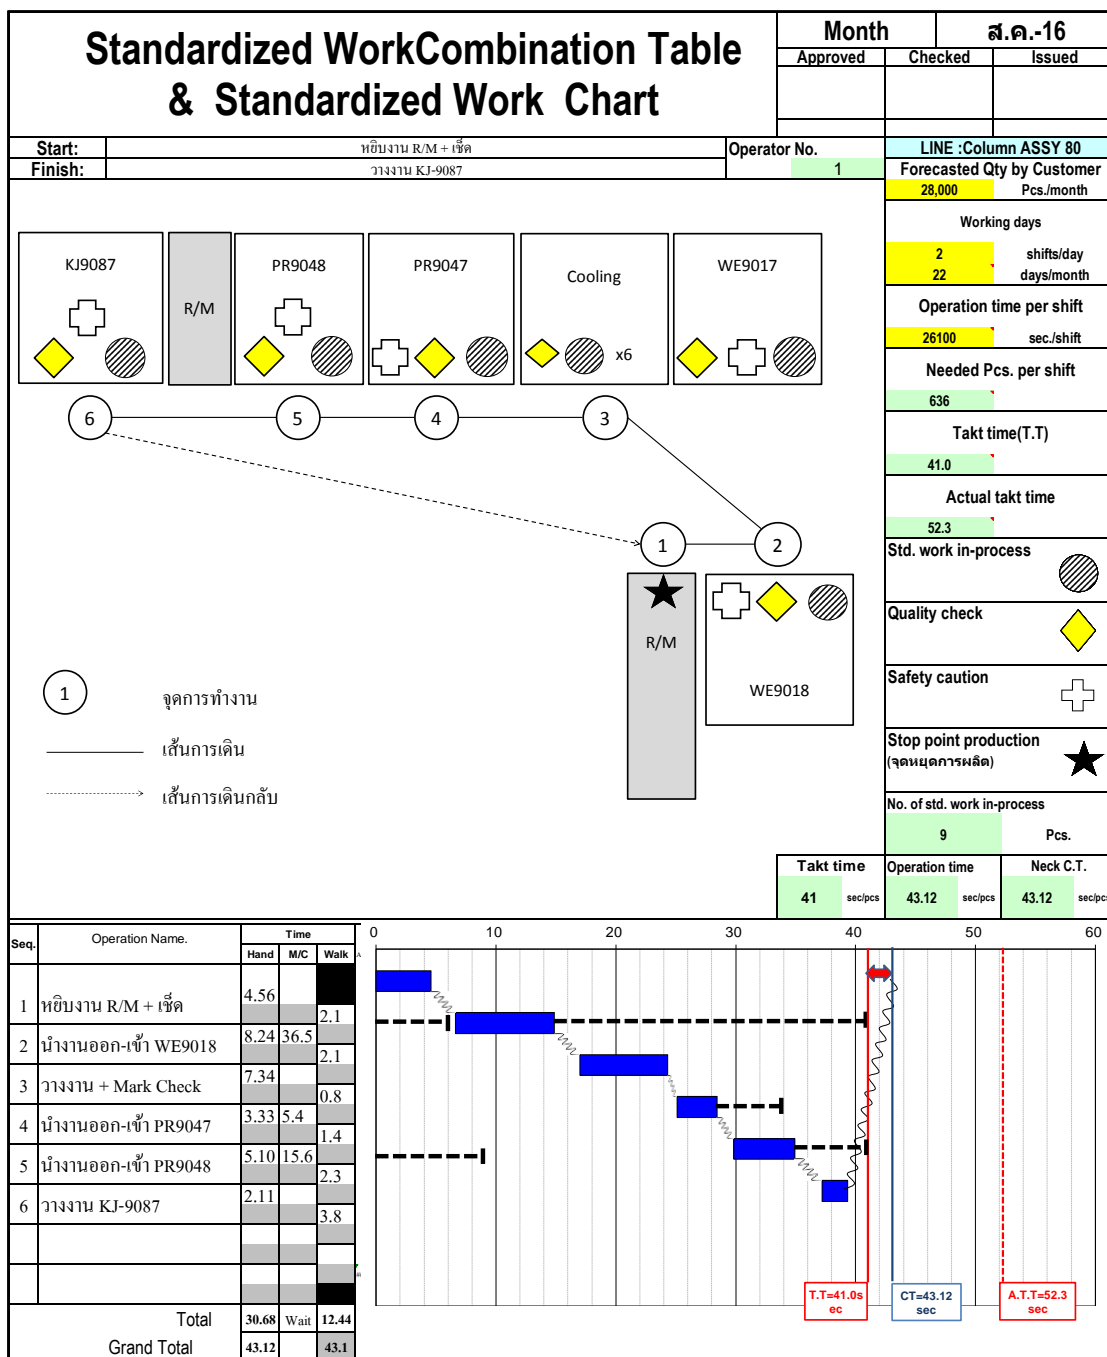 Standardized WorkCombination Table
& Standardized Work Chart
Month ส.ค.-16
Approved Checked Issued
Start: หยิบงาน R/M + เช็ค Operator No. LINE :Column ASSY 80
Finish: วางงาน KJ-9087 1 Forecasted Qty by Customer
28,000 Pcs./month
Working days
2 shifts/day
22 days/month
Operation time per shift
26100 sec./shift
Needed Pcs. per shift
636
Takt time(T.T)
41.0
Actual takt time
52.3
Std. work in-process
Quality check
Safety caution
Stop point production
(จุดหยุดการผลิต)
No. of std. work in-process
9 Pcs.
KJ9087
R/M
PR9048
PR9047
Cooling
x6
WE9017
6 5 4 3
1 2
R/M
WE9018
1 จุดการทำงาน
เส้นการเดิน
เส้นการเดินกลับ
Takt time Operation time Neck C.T.
41 sec/pcs 43.12 sec/pcs 43.12 sec/pcs
Seq. Operation Name. Time
Hand M/C Walk
0 10 20 30 40 50 60
1 หยิบงาน R/M + เช็ค 4.56
2.1
2 นำงานออก-เข้า WE9018 8.24 36.5
2.1
3 วางงาน + Mark Check 7.34
0.8
4 นำงานออก-เข้า PR9047 3.33 5.4
1.4
5 นำงานออก-เข้า PR9048 5.10 15.6
2.3
6 วางงาน KJ-9087 2.11
3.8
T.T=41.0s
ec
CT=43.12
sec
A.T.T=52.3
sec
Total 30.68 Wait 12.44
Grand Total 43.12 43.1